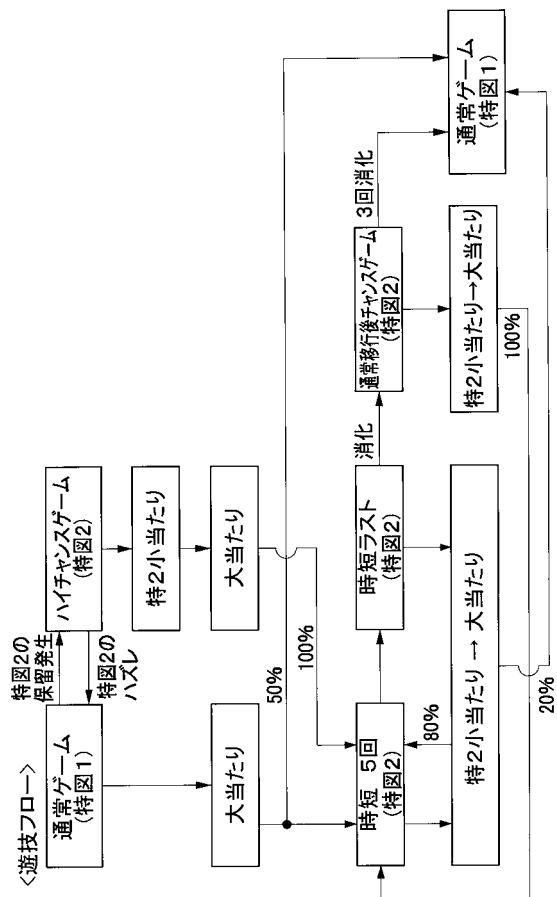 <遊技フロー>
通常ゲーム
(特図1)
特図2の
保留発生
特図2の
ハズレ
ハイチャンスゲーム
(特図2)
特2小当たり
大当たり
大当たり
50%
100%
時短 5回
(特図2)
時短ラスト
(特図2)
消化
通常移行後チャンスゲーム
(特図2)
3回消化
通常ゲーム
(特図1)
80%
特2小当たり→大当たり
20%
特2小当たり→大当たり
100%